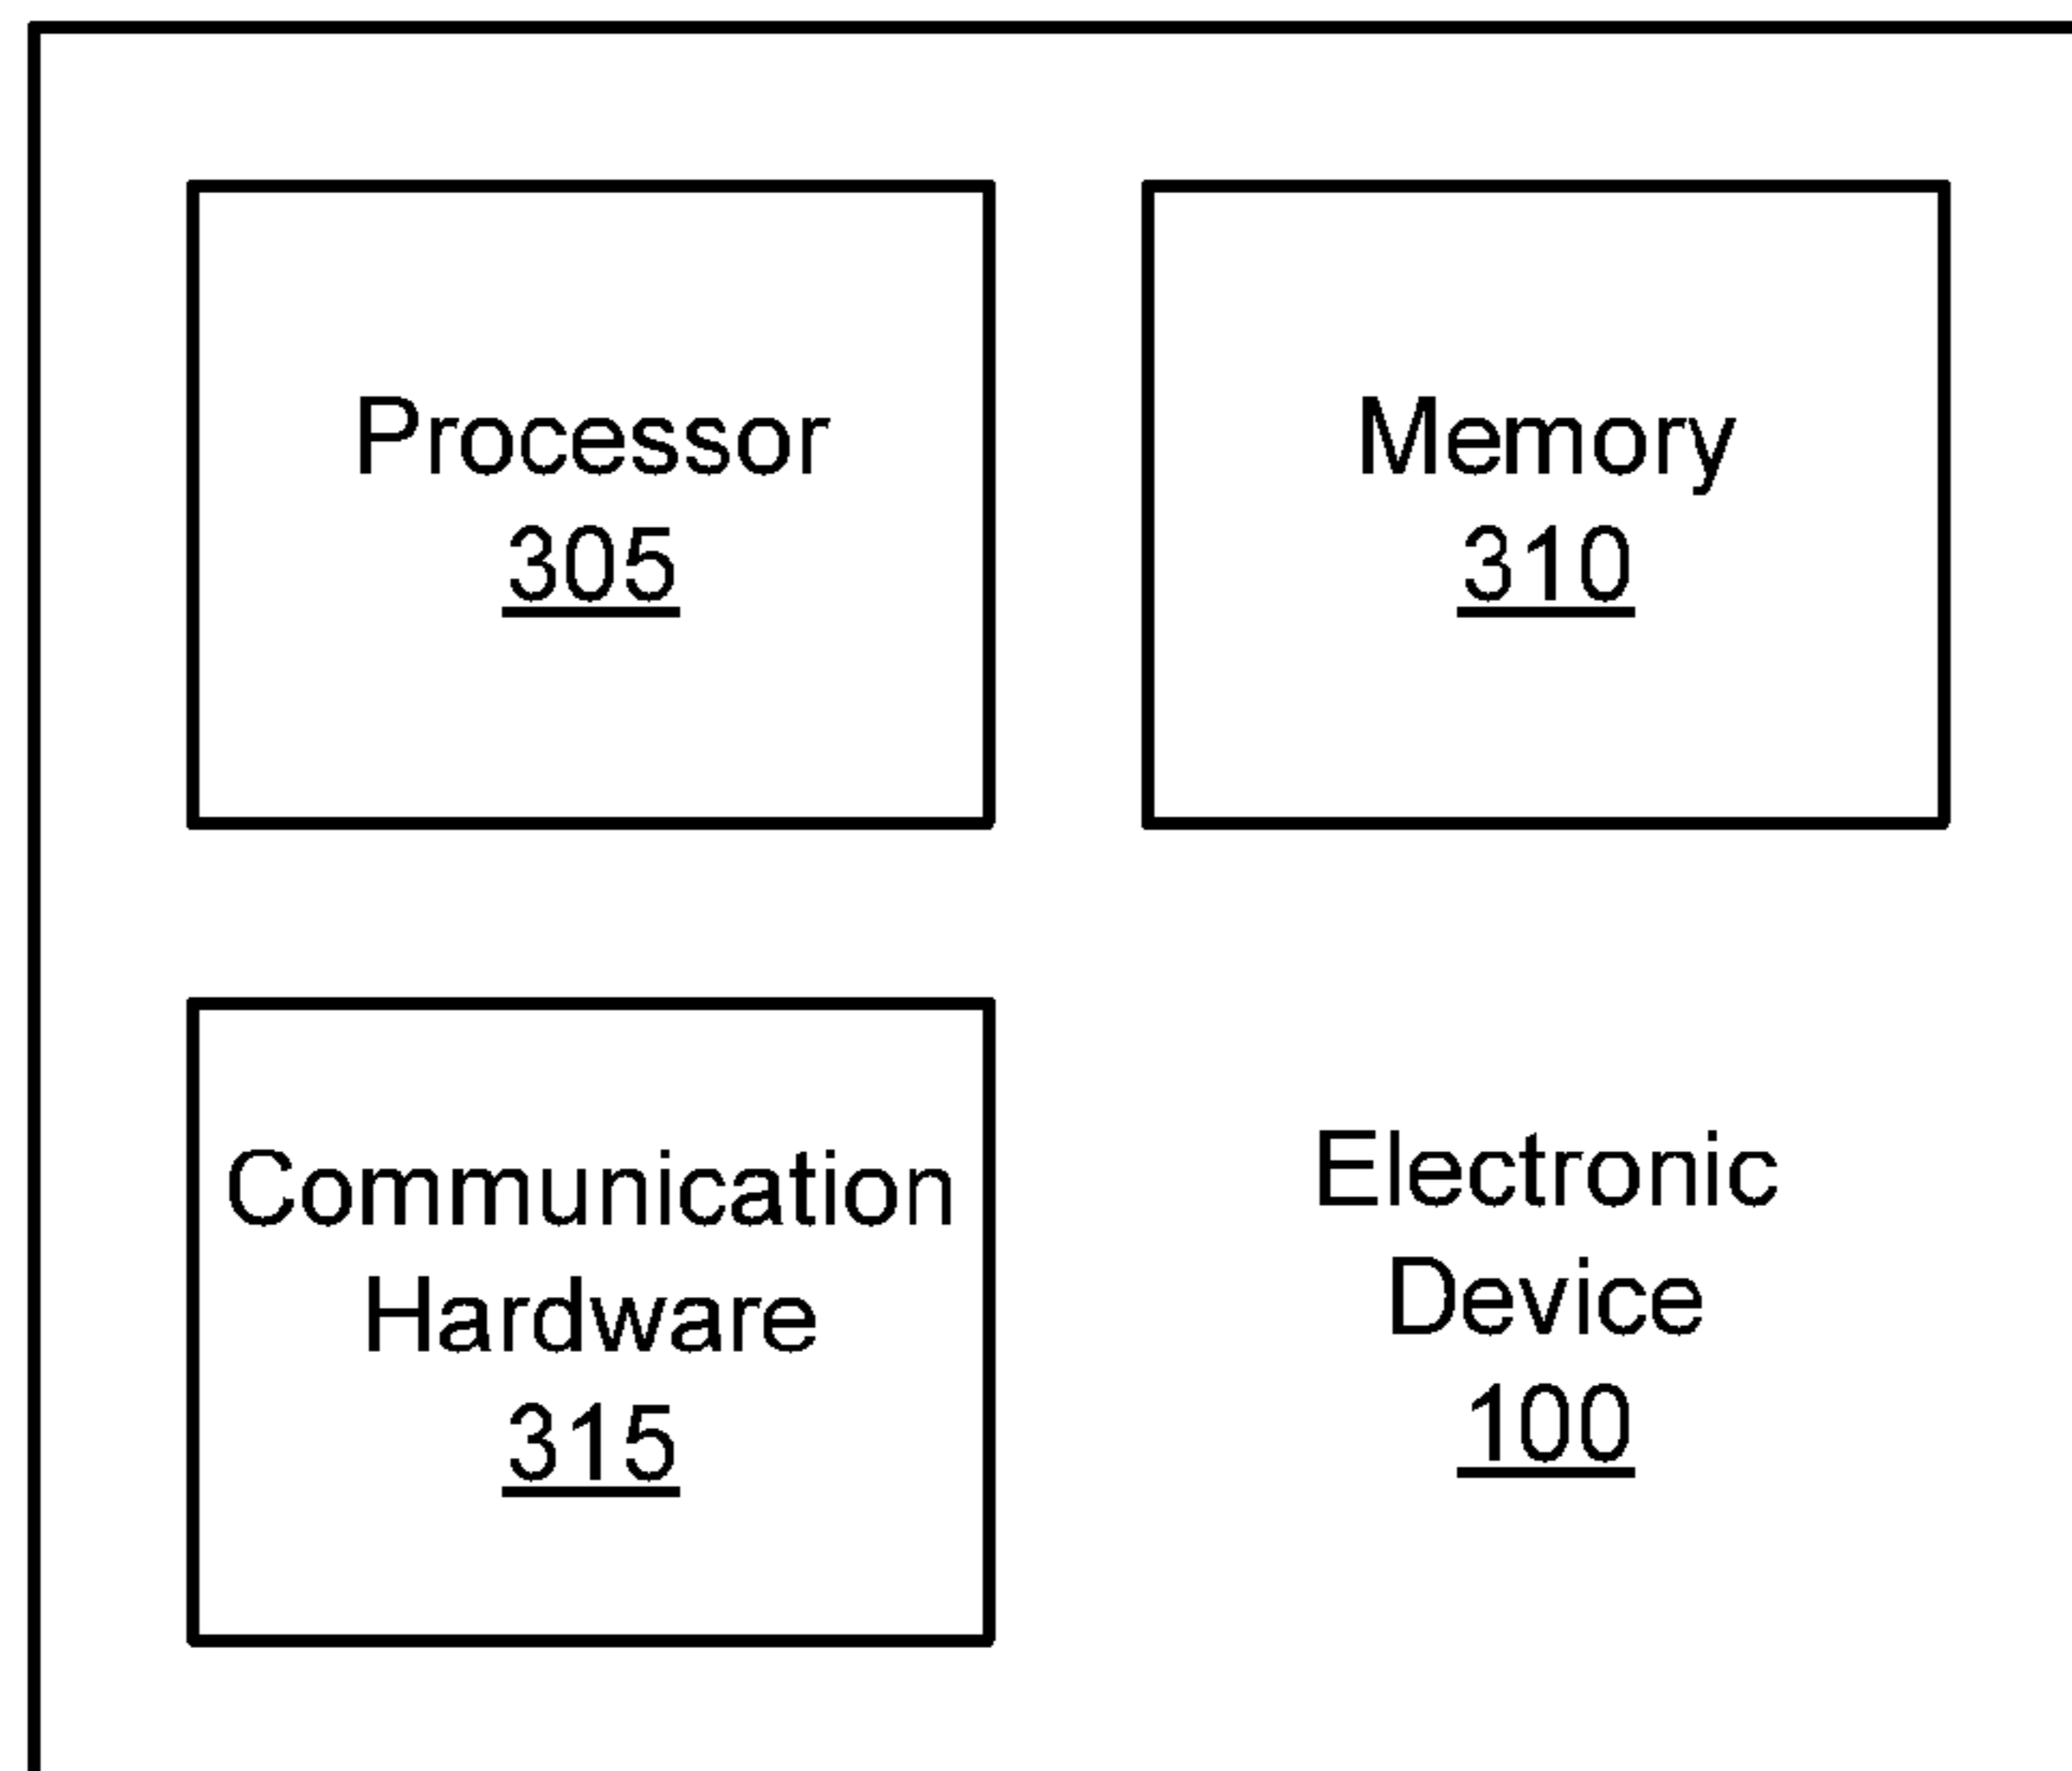 Processor
305
Memory
310
Communication
Hardware
315
Electronic
Device
100